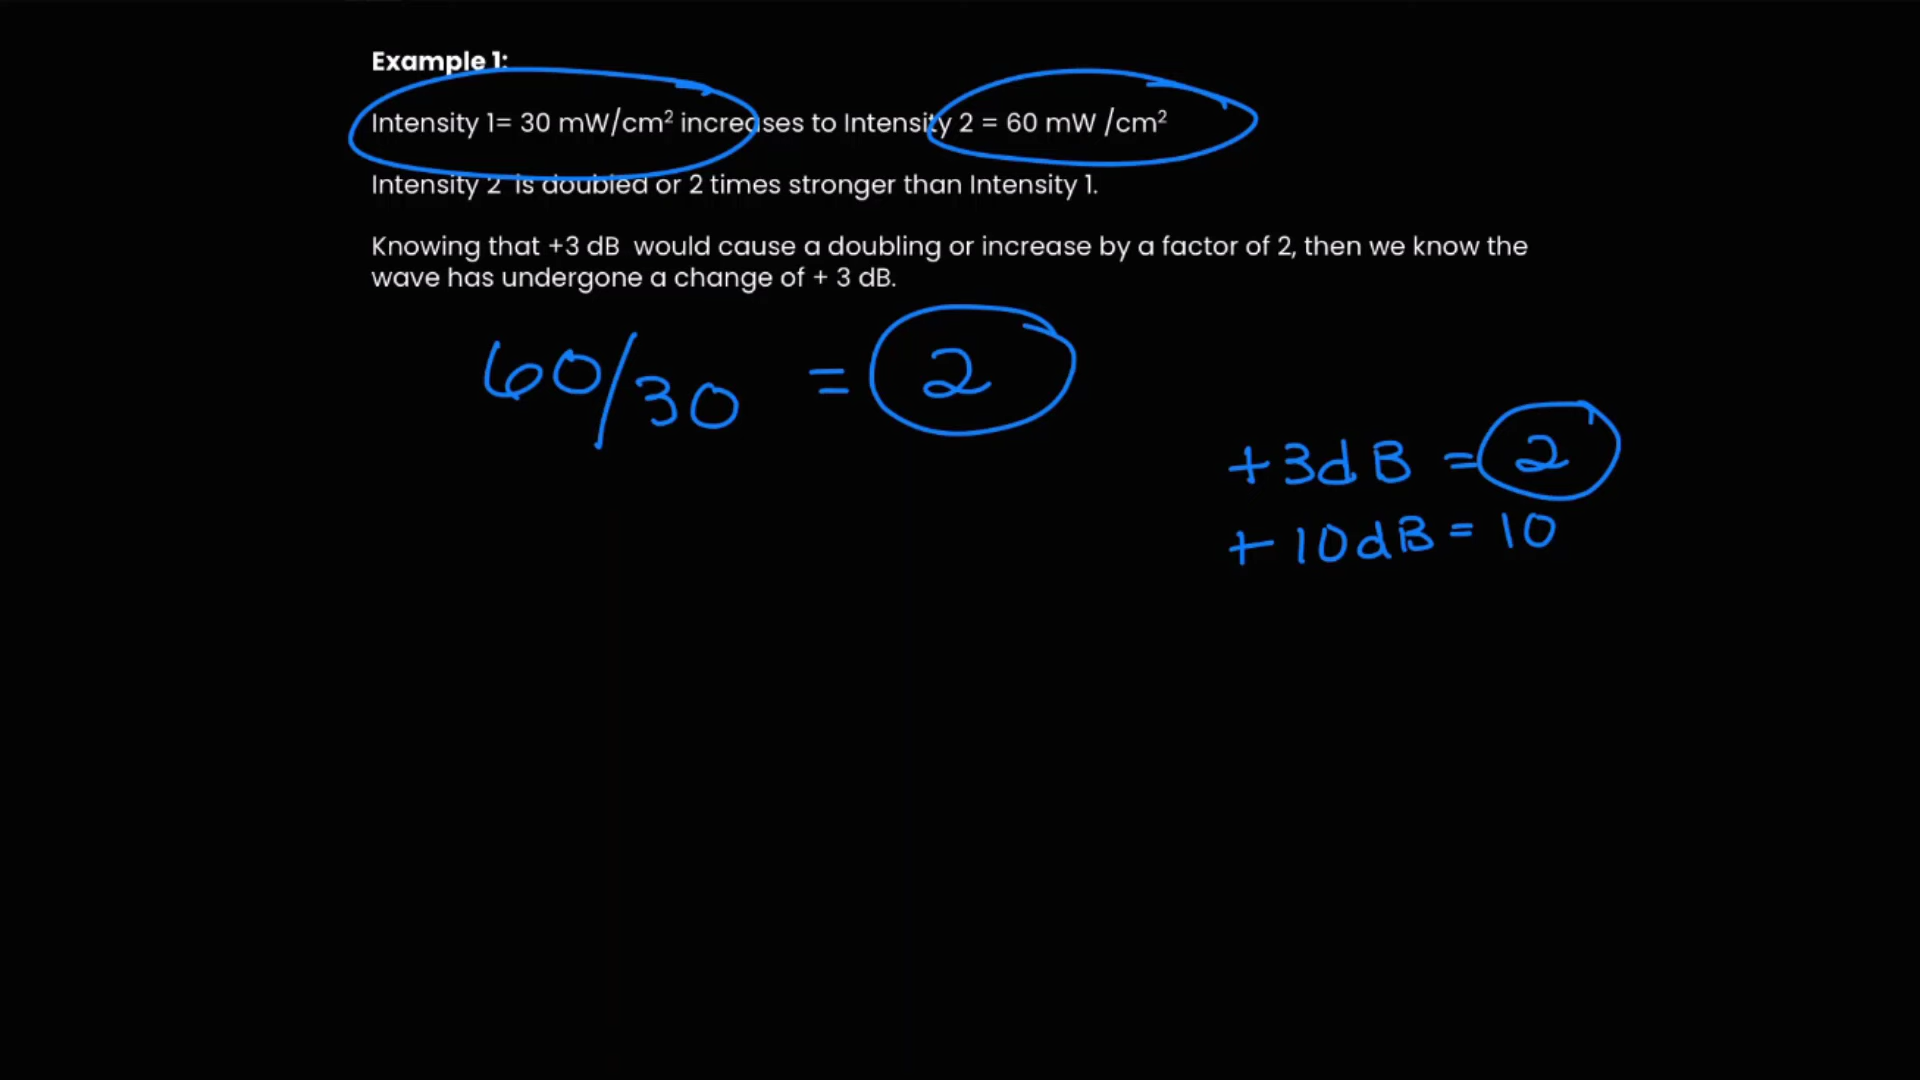 Example 1:
Intensity 1= 30 mW/cm² increases to Intensity 2 = 60 mW /cm²
Intensity 2  is doubled or 2 times stronger than Intensity 1.
Knowing that +3 dB  would cause a doubling or increase by a factor of 2, then we know the
wave has undergone a change of + 3 dB.
60/30 = 2
+3dB = 2
+10dB = 10